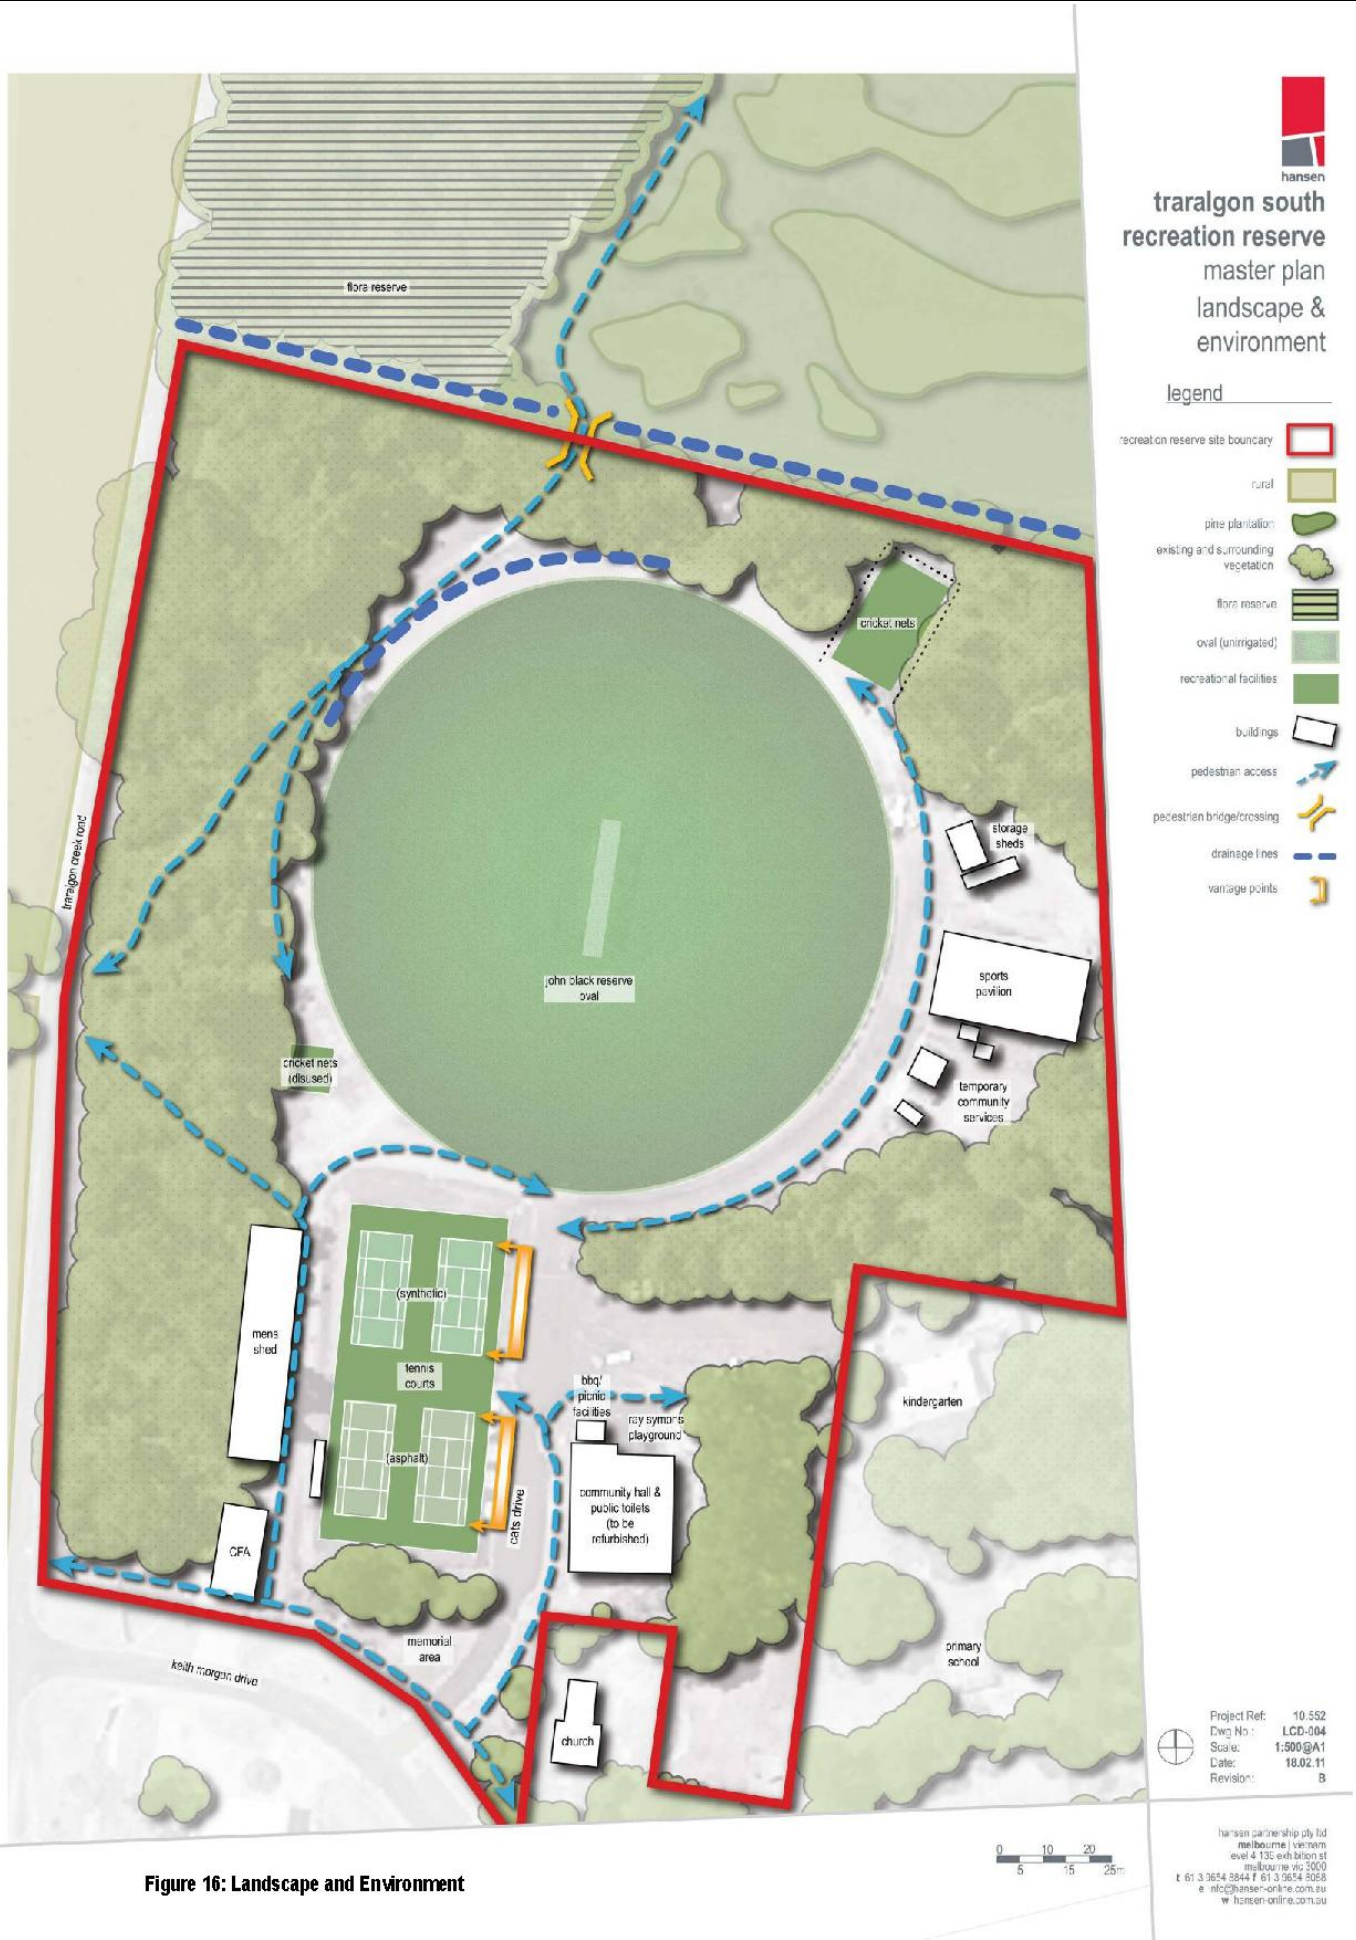 hansen
traralgon south
recreation reserve
master plan
landscape &
environment
legend
recreation reserve site boundary
rural
pine plantation
existing and surrounding
vegetation
flora reserve
oval (unirrigated)
recreational facilities
buildings
pedestrian access
pedestrian bridge/crossing
drainage lines
vantage points
flora reserve
cricket nets
traralgon creek road
storage
sheds
john black reserve
oval
sports
pavilion
cricket nets
(disused)
temporary
community
services
(synthetic)
mens
shed
tennis
courts
bbq/
picnic
facilities
ray symons
playground
kindergarten
(asphalt)
cats drive
community hall &
public toilets
(to be
refurbished)
CFA
memorial
area
primary
school
keith morgan drive
church
Project Ref: 10.552
Dwg No.: LCD-004
Scale: 1:500@A1
Date: 18.02.11
Revision: B
0 10 20
5 15 25m
hansen partnership pty ltd
melbourne | vietnam
level 4 136 exhibition st
melbourne vic 3000
t 61 3 9654 8844 f 61 3 9654 8088
e info@hansen-online.com.au
w hansen-online.com.au
Figure 16: Landscape and Environment